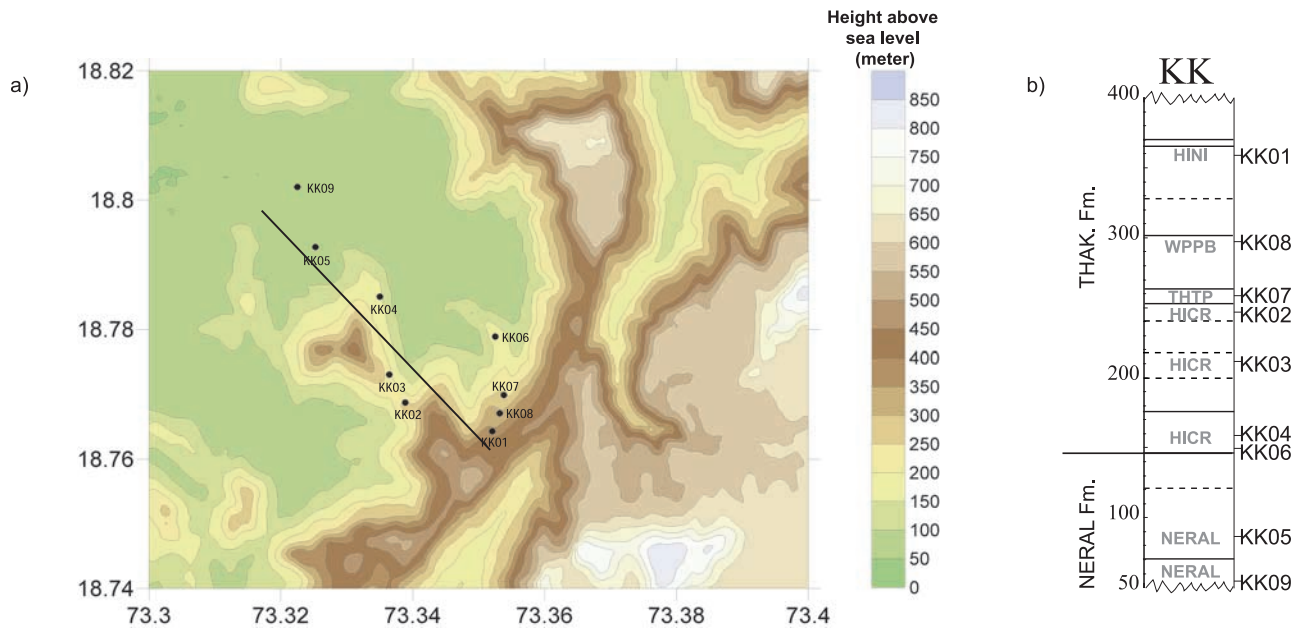 a)
Height above
sea level
(meter)
18.82
18.8
18.78
18.76
18.74
73.3
73.32
73.34
73.36
73.38
73.4
KK09
KK05
KK04
KK06
KK03
KK07
KK02
KK08
KK01
850
800
750
700
650
600
550
500
450
400
350
300
250
200
150
100
50
0
b)
KK
400
300
200
100
50
THAK. Fm.
NERAL Fm.
HINI
WPPB
THTP
HICR
HICR
HICR
NERAL
NERAL
KK01
KK08
KK07
KK02
KK03
KK04
KK06
KK05
KK09